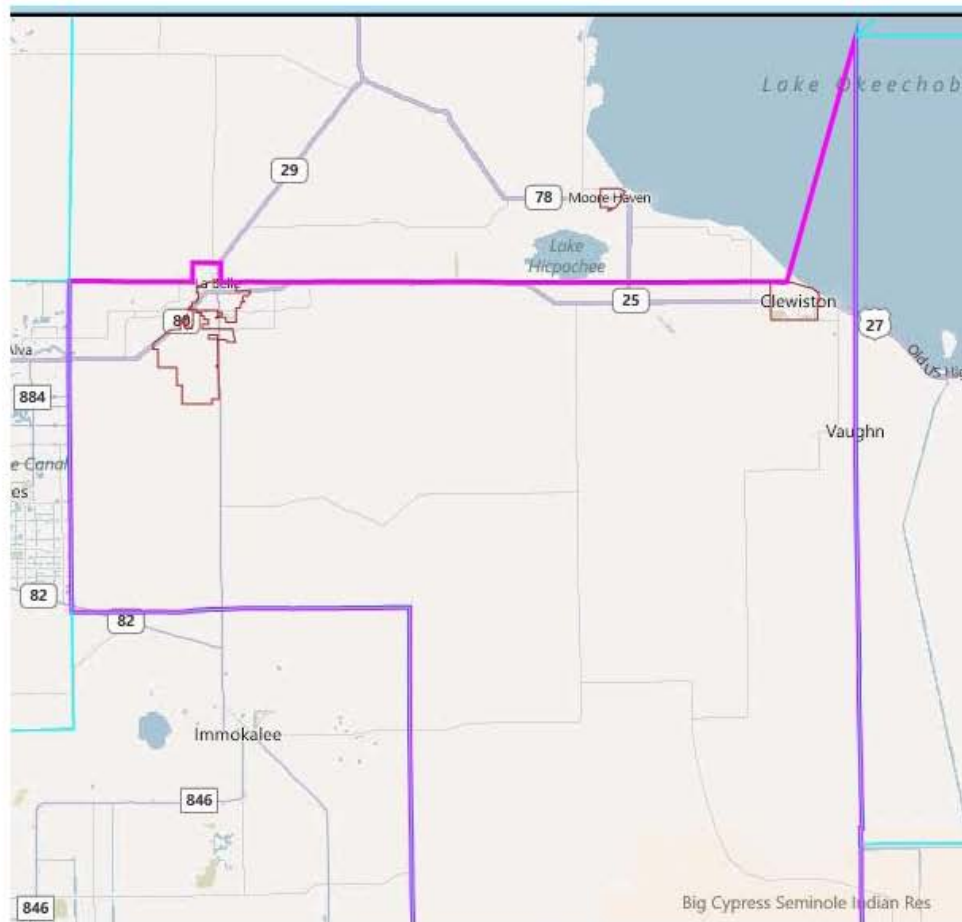 Lake Okeechob
29
78
Moore Haven
Lake
Hicpochee
a Belle
25
Clewiston
80
27
Alva
Old US Hig
884
Vaughn
e Canal
es
82
82
Immokalee
846
846
Big Cypress Seminole Indian Res